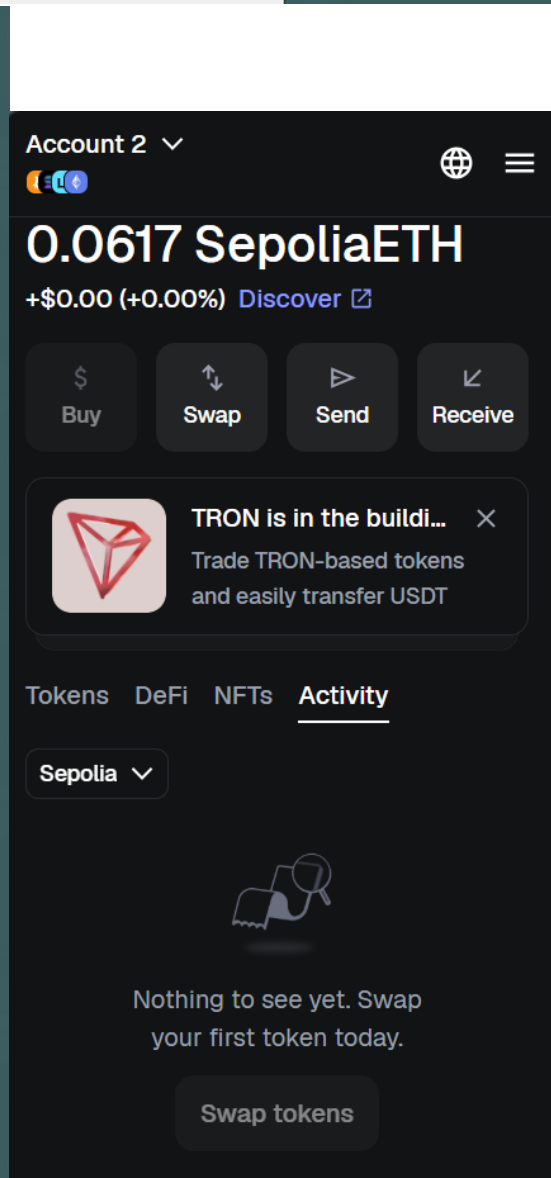 Account 2
0.0617 SepoliaETH
+$0.00 (+0.00%) Discover
$
Buy
Swap
Send
Receive
TRON is in the buildi...
Trade TRON-based tokens
and easily transfer USDT
Tokens DeFi NFTs Activity
Sepolia
Nothing to see yet. Swap
your first token today.
Swap tokens